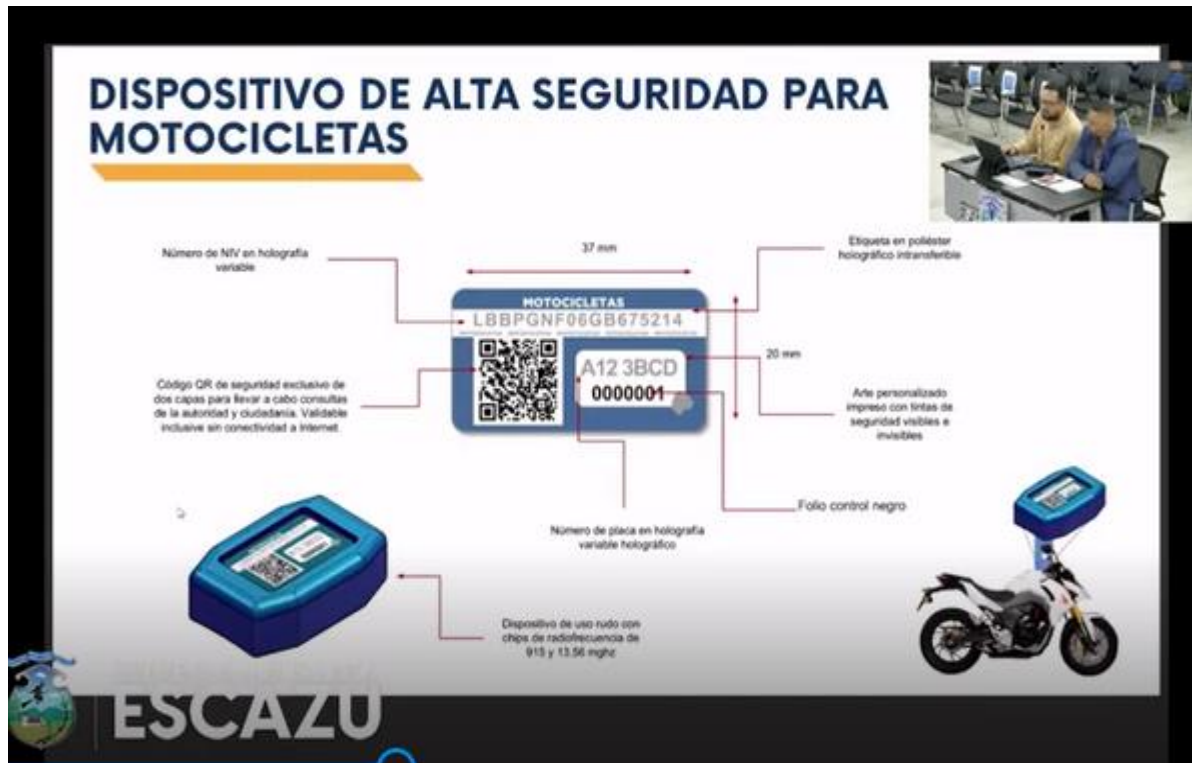 DISPOSITIVO DE ALTA SEGURIDAD PARA
MOTOCICLETAS
Número de NIV en holografía
variable
37 mm
Etiqueta en poliéster
holográfico intransferible
MOTOCICLETAS
LBBPGNF06GB675214
A12 3BCD
0000001
20 mm
Código QR de seguridad exclusivo de
dos capas para llevar a cabo consultas
de la autoridad y ciudadanía. Validable
inclusive sin conectividad a Internet.
Arte personalizado
impreso con tintas de
seguridad visibles e
invisibles
Folio control negro
Número de placa en holografía
variable holográfico
Dispositivo de uso rudo con
chips de radiofrecuencia de
915 y 13.56 mghz
ESCAZÚ